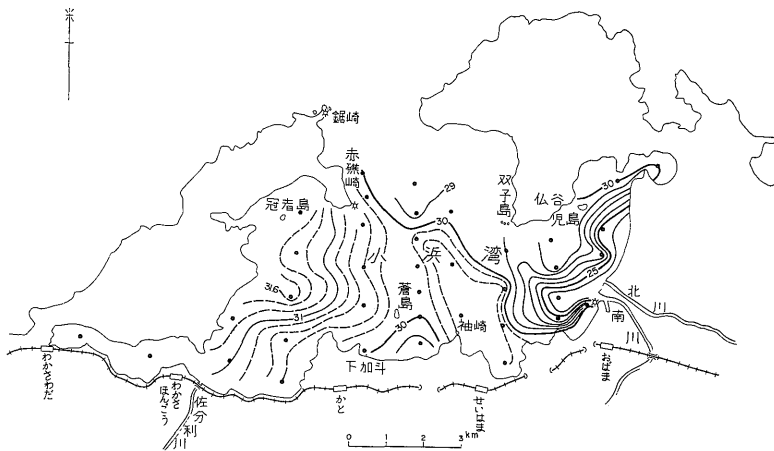 鋸崎
赤礁崎
29
30
双子島
仏谷
児島
30
冠者島
小浜湾
25
31.6
31
蒼島
30
袖崎
北川
南川
下加斗
わかさわだ
わかさほんごう
佐分利川
かと
せいはま
おばま
0 1 2 3 km